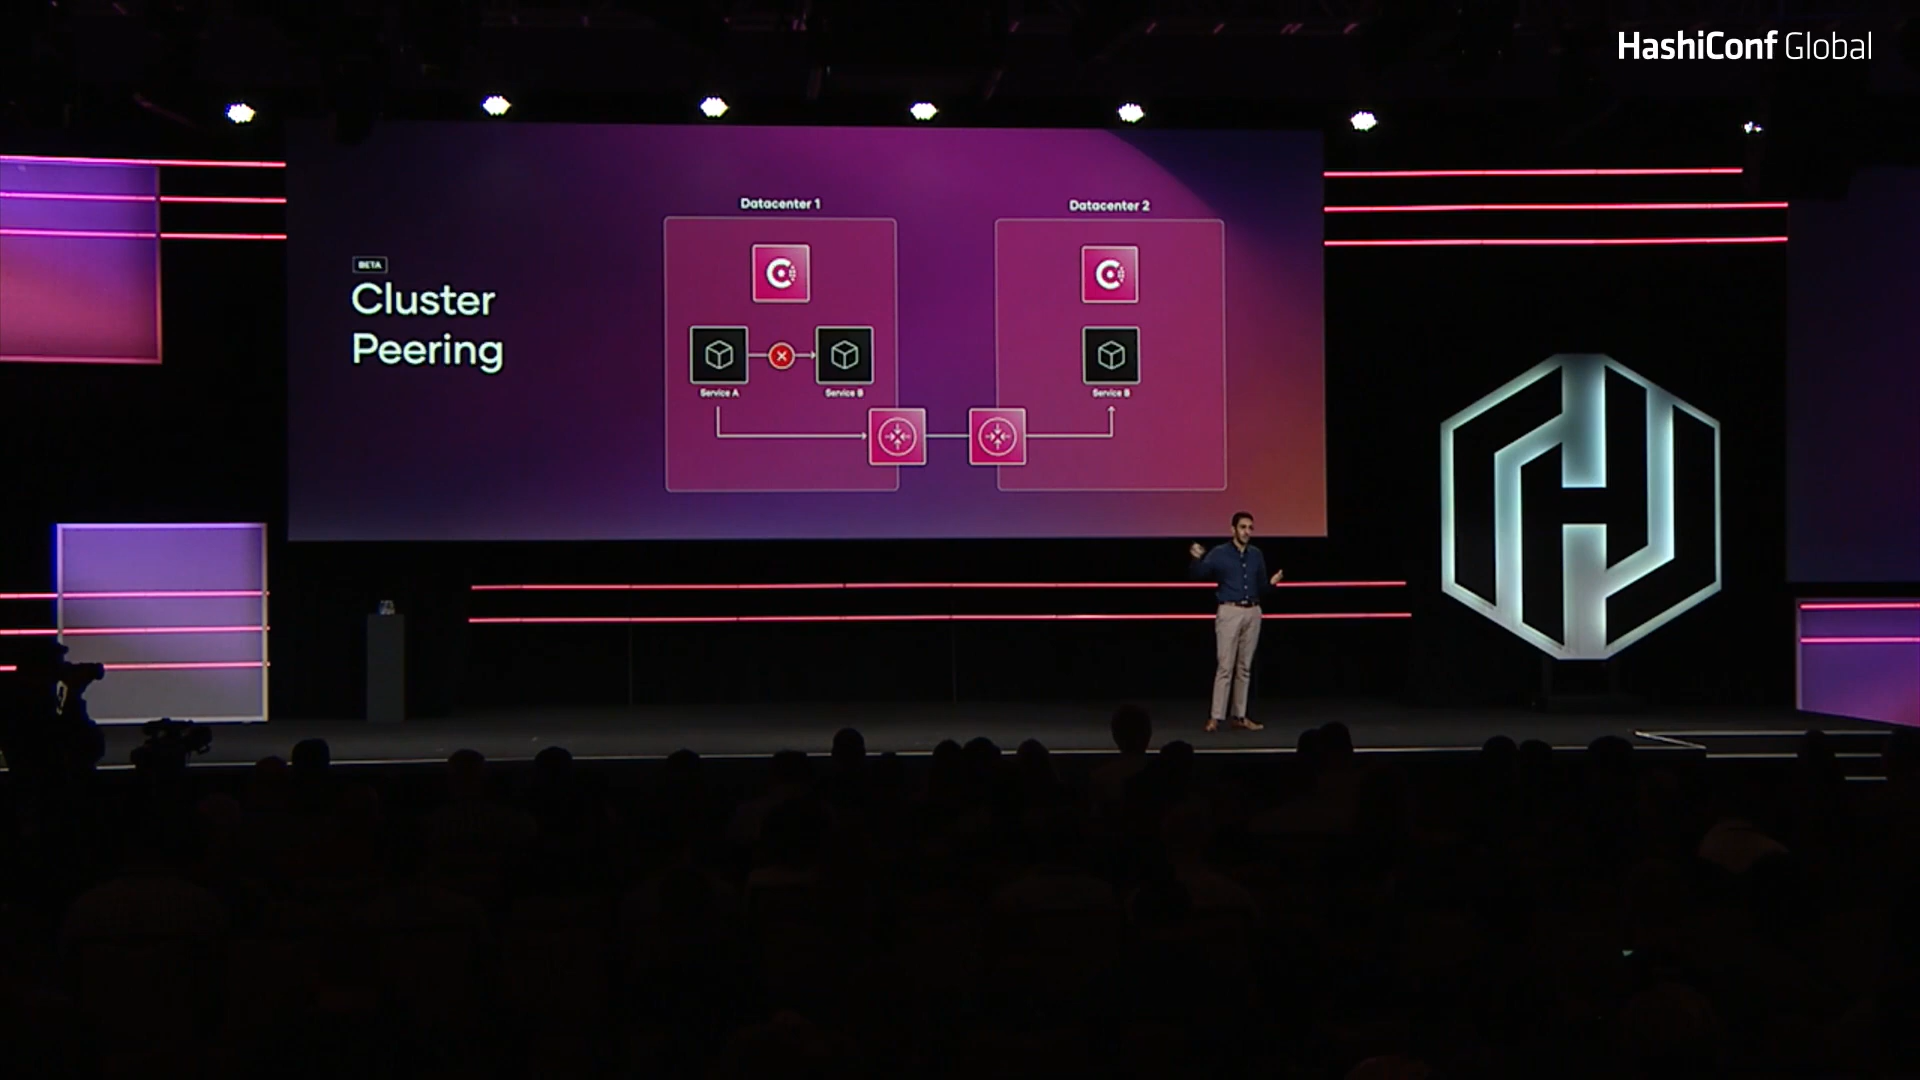 HashiConf Global
BETA
Cluster
Peering
Datacenter 1
Datacenter 2
Service A
Service B
Service B